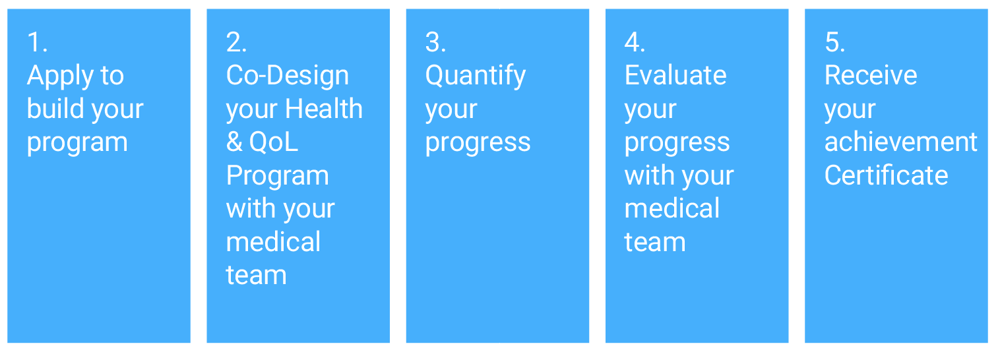 1.
Apply to
build your
program
2.
Co-Design
your Health
& QoL
Program
with your
medical
team
3.
Quantify
your
progress
4.
Evaluate
your
progress
with your
medical
team
5.
Receive
your
achievement
Certificate